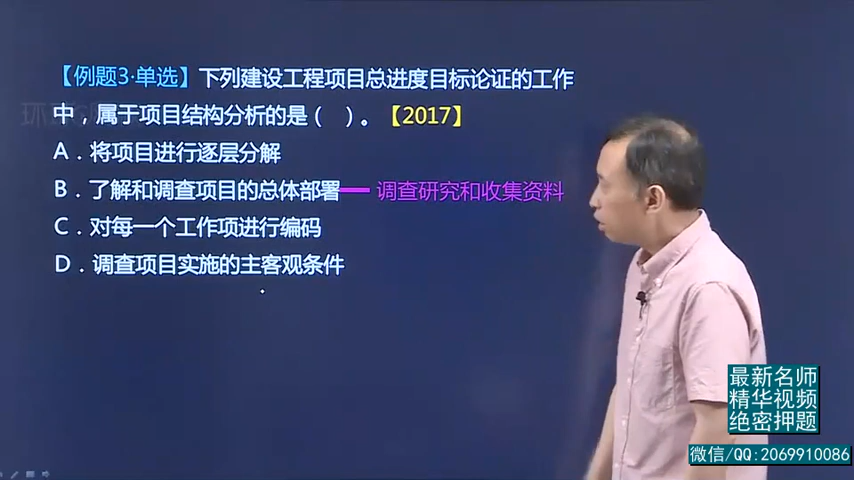 【例题3·单选】下列建设工程项目总进度目标论证的工作
中，属于项目结构分析的是（ ）。【2017】
A．将项目进行逐层分解
B．了解和调查项目的总体部署 调查研究和收集资料
C．对每一个工作项进行编码
D．调查项目实施的主客观条件
最新名师
精华视频
绝密押题
微信/QQ:2069910086